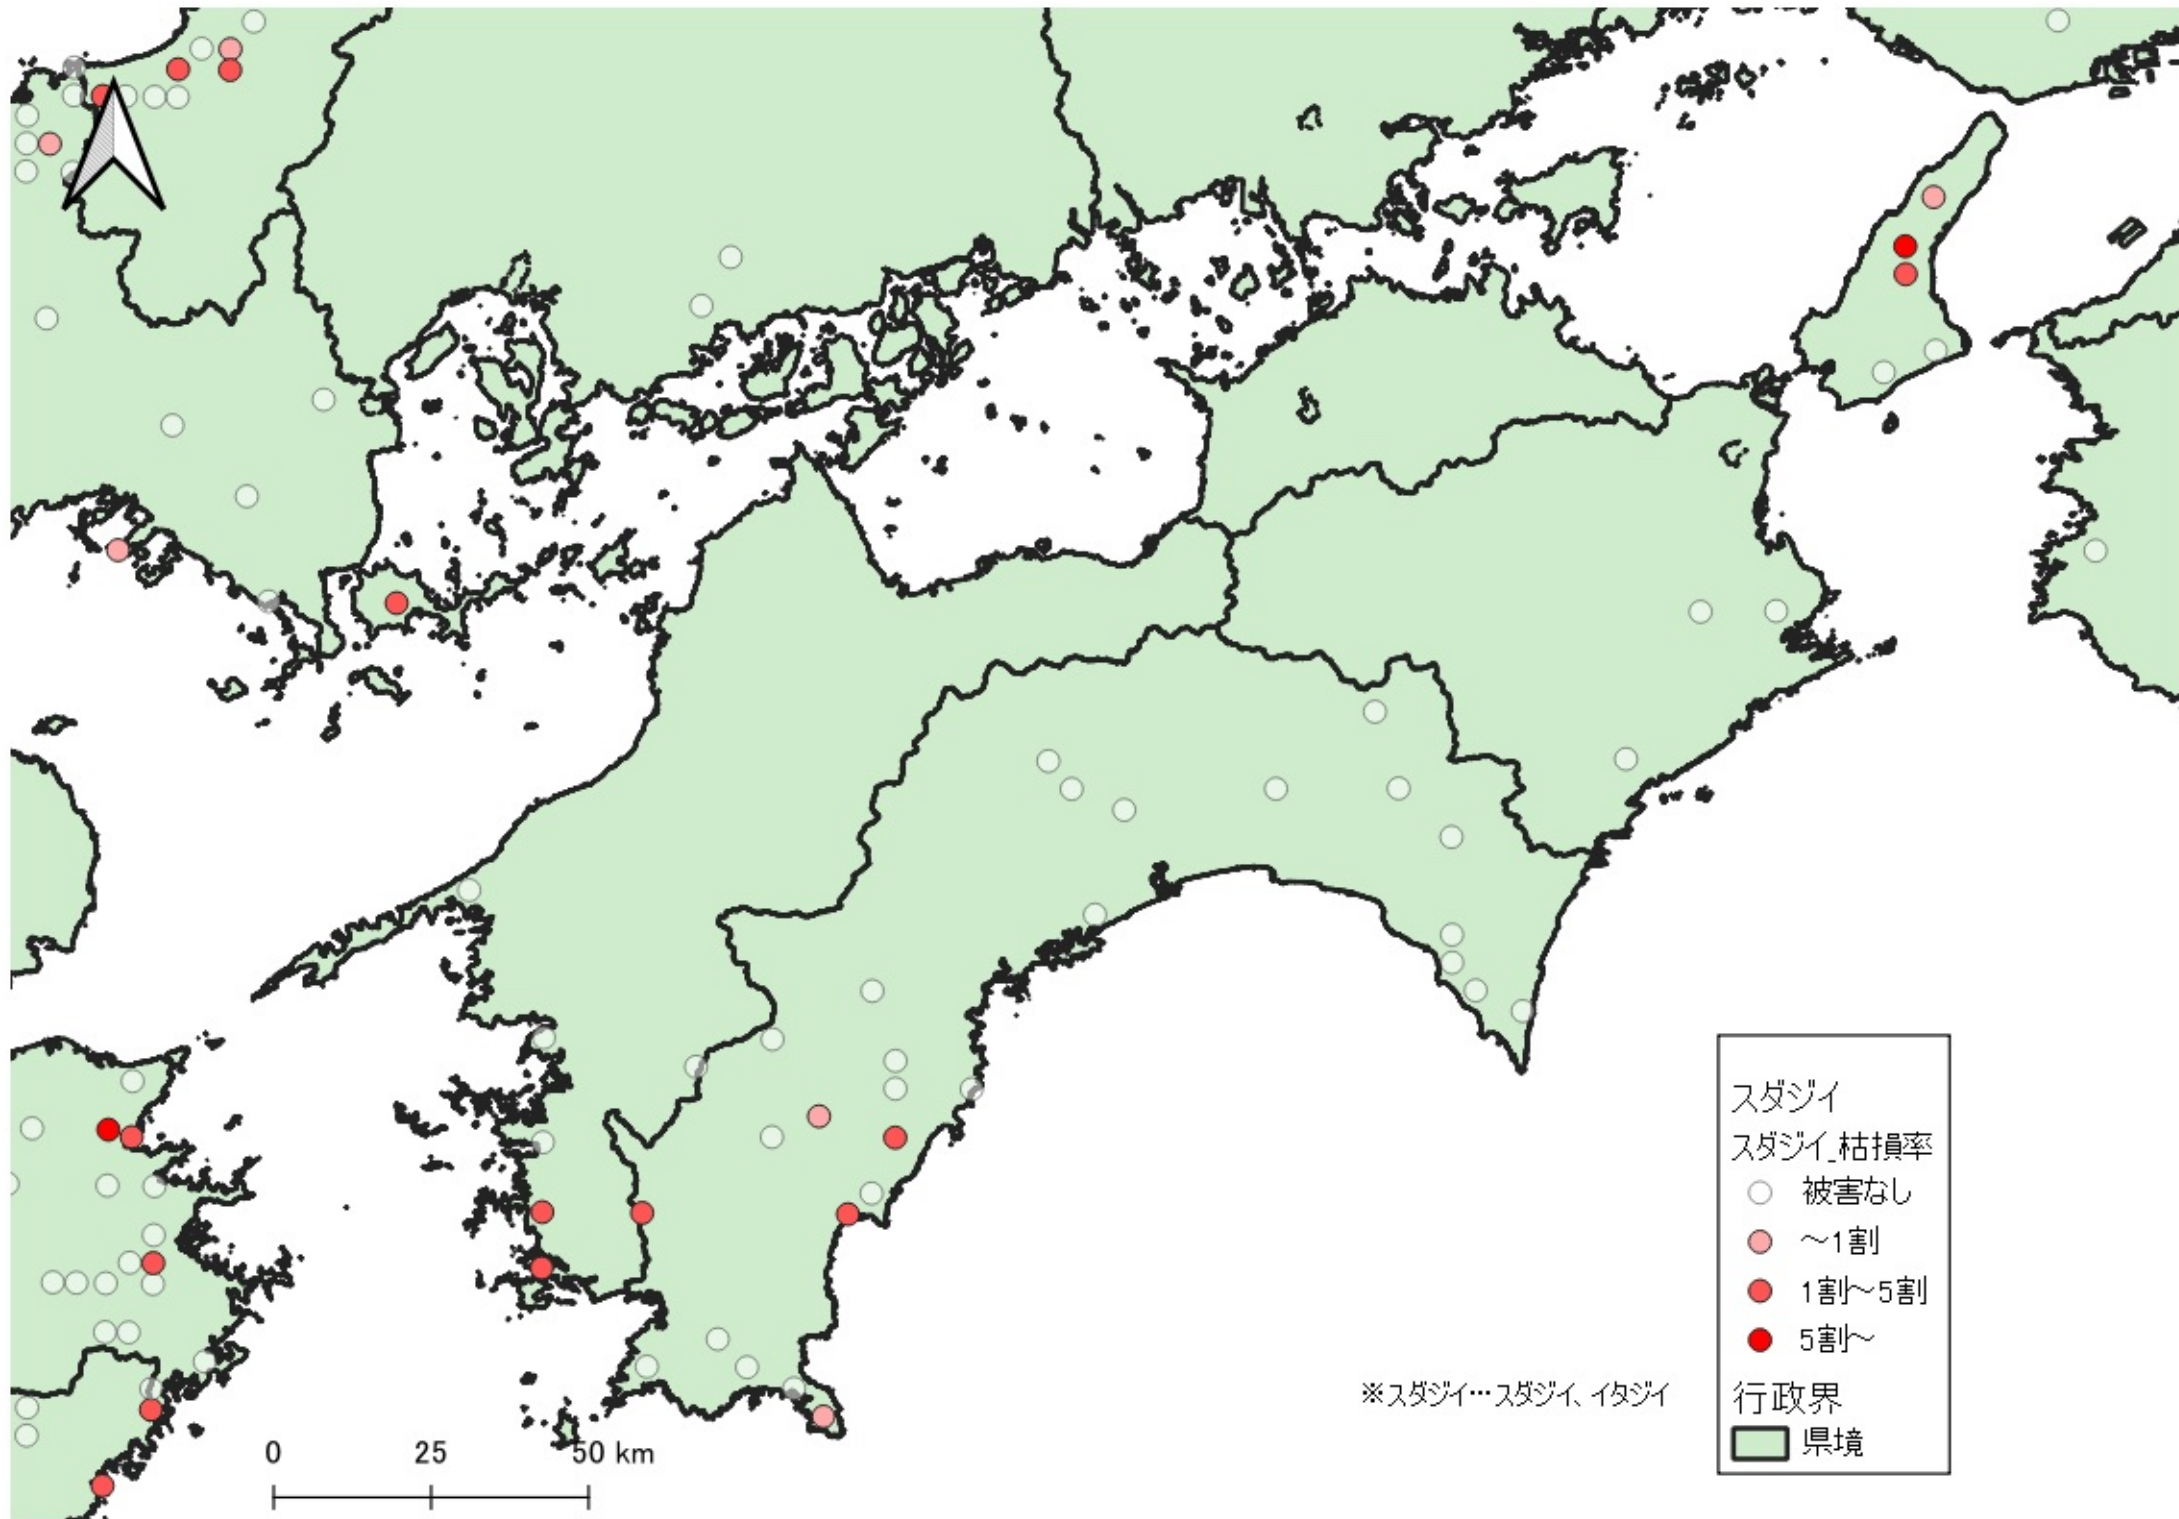 スダジイ
スダジイ_枯損率
被害なし
～1割
1割～5割
5割～
※スダジイ…スダジイ、イタジイ
行政界
県境
0 25 50 km